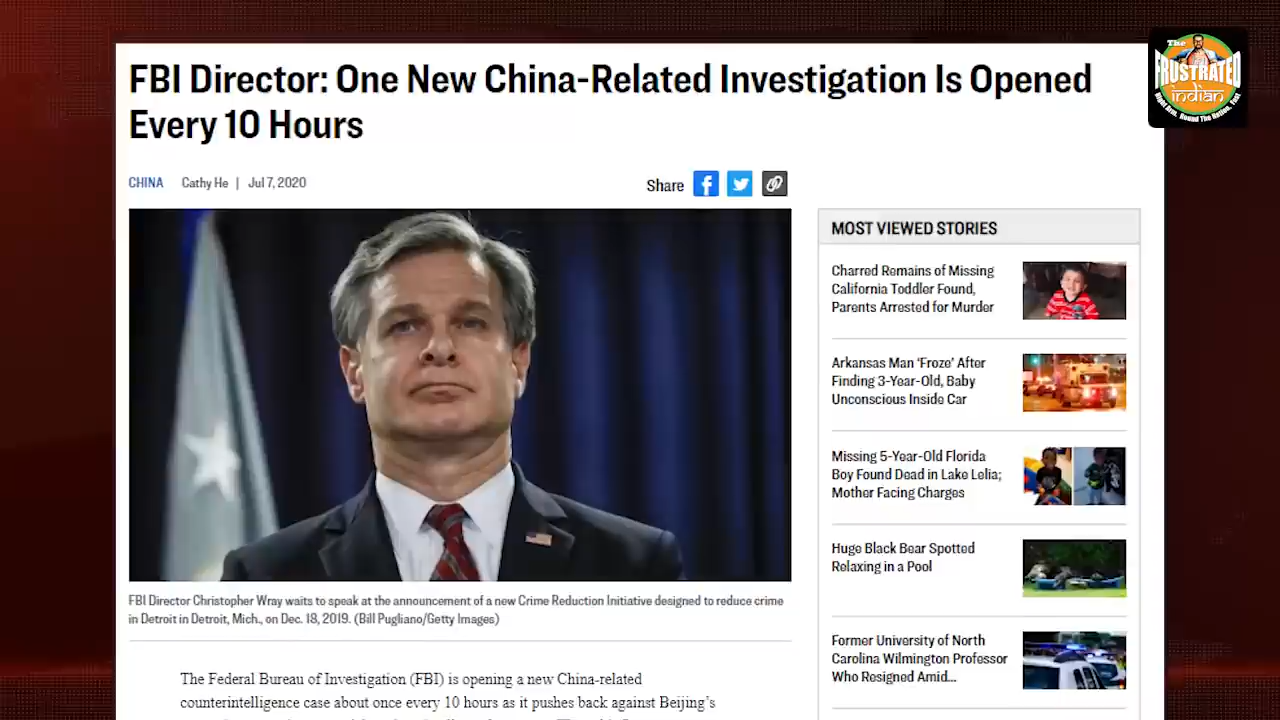 FBI Director: One New China-Related Investigation Is Opened
Every 10 Hours
CHINA Cathy He | Jul 7, 2020
Share
FBI Director Christopher Wray waits to speak at the announcement of a new Crime Reduction Initiative designed to reduce crime
in Detroit in Detroit, Mich., on Dec. 18, 2019. (Bill Pugliano/Getty Images)
The Federal Bureau of Investigation (FBI) is opening a new China-related
counterintelligence case about once every 10 hours as it pushes back against Beijing's
MOST VIEWED STORIES
Charred Remains of Missing
California Toddler Found,
Parents Arrested for Murder
Arkansas Man 'Froze' After
Finding 3-Year-Old, Baby
Unconscious Inside Car
Missing 5-Year-Old Florida
Boy Found Dead in Lake Lelia;
Mother Facing Charges
Huge Black Bear Spotted
Relaxing in a Pool
Former University of North
Carolina Wilmington Professor
Who Resigned Amid...
The
FRUSTRATED
indian
Right Arm. Round The Nation. Fast